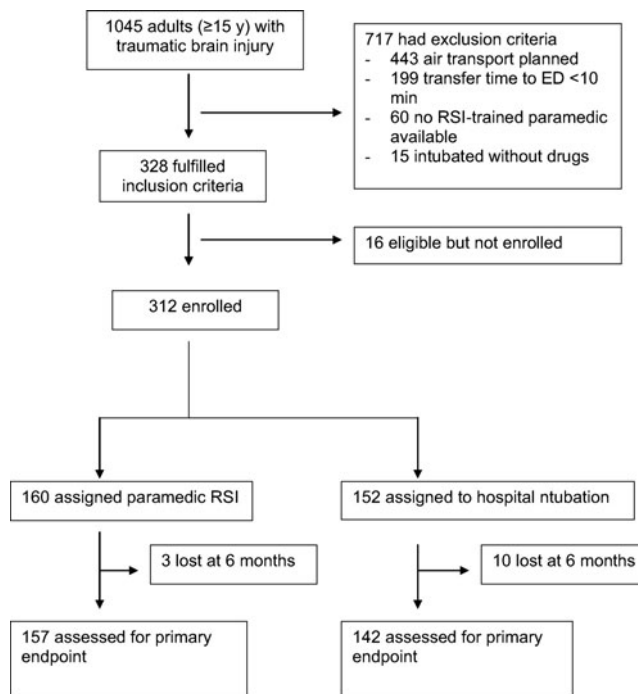 1045 adults (≥15 y) with
traumatic brain injury
717 had exclusion criteria
- 443 air transport planned
- 199 transfer time to ED <10
min
- 60 no RSI-trained paramedic
available
- 15 intubated without drugs
328 fulfilled
inclusion criteria
16 eligible but not enrolled
312 enrolled
160 assigned paramedic RSI
152 assigned to hospital ntubation
3 lost at 6 months
10 lost at 6 months
157 assessed for primary
endpoint
142 assessed for primary
endpoint